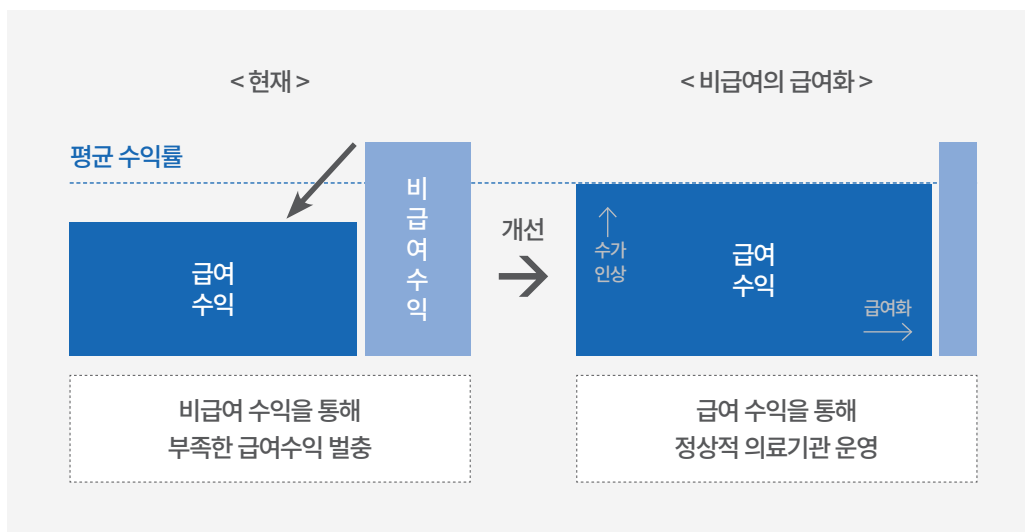 < 현재 >
평균 수익률
급여
수익
비
급
여
수
익
비급여 수익을 통해
부족한 급여수익 벌충
개선
< 비급여의 급여화 >
수가
인상
급여
수익
급여화
급여 수익을 통해
정상적 의료기관 운영